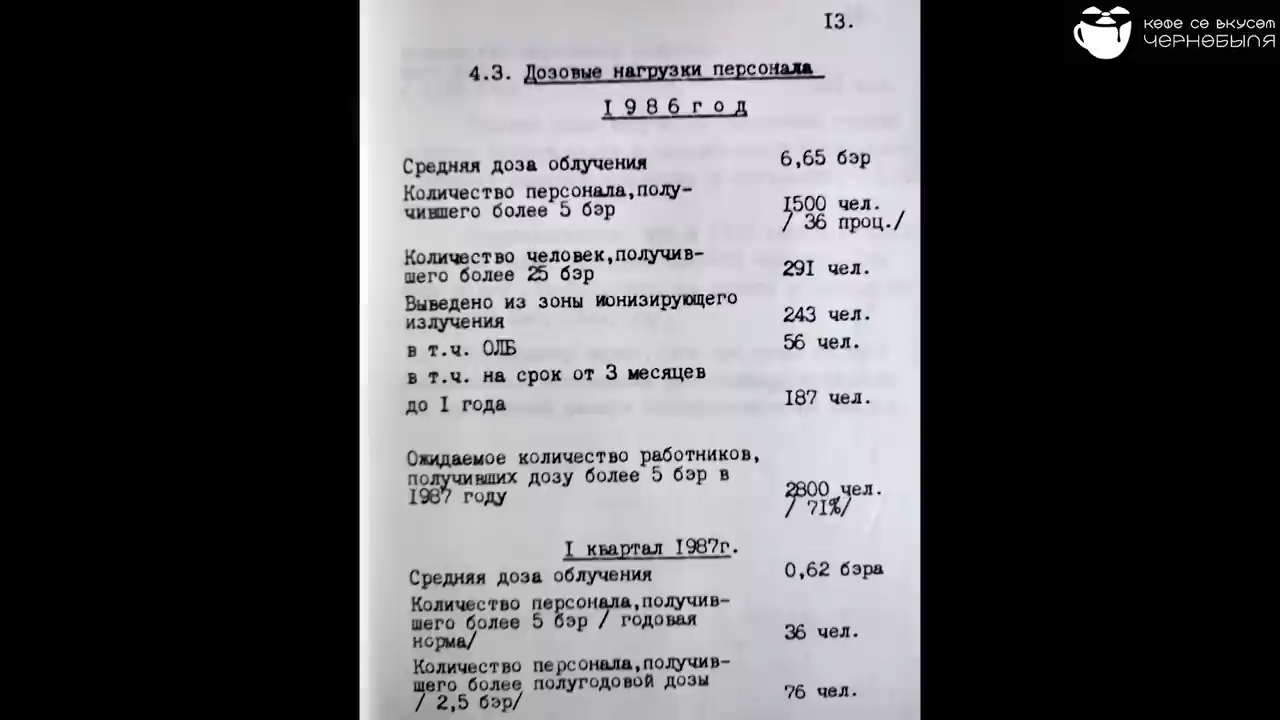 КОФЕ СО ВКУСОМ
ЧЕРНОБЫЛЯ
I3.
4.3. Дозовые нагрузки персонала
I 9 8 6 г о д
Средняя доза облучения 6,65 бэр
Количество персонала,полу-
чившего более 5 бэр I500 чел.
/ 36 проц./
Количество человек,получив-
шего более 25 бэр 29I чел.
Выведено из зоны ионизирующего
излучения 243 чел.
в т.ч. ОЛБ 56 чел.
в т.ч. на срок от 3 месяцев
до I года I87 чел.
Ожидаемое количество работников,
получивших дозу более 5 бэр в
I987 году 2800 чел.
/ 71%/
I квартал I987г.
Средняя доза облучения 0,62 бэра
Количество персонала,получив-
шего более 5 бэр / годовая
норма/ 36 чел.
Количество персонала,получив-
шего более полугодовой дозы
/ 2,5 бэр/ 76 чел.